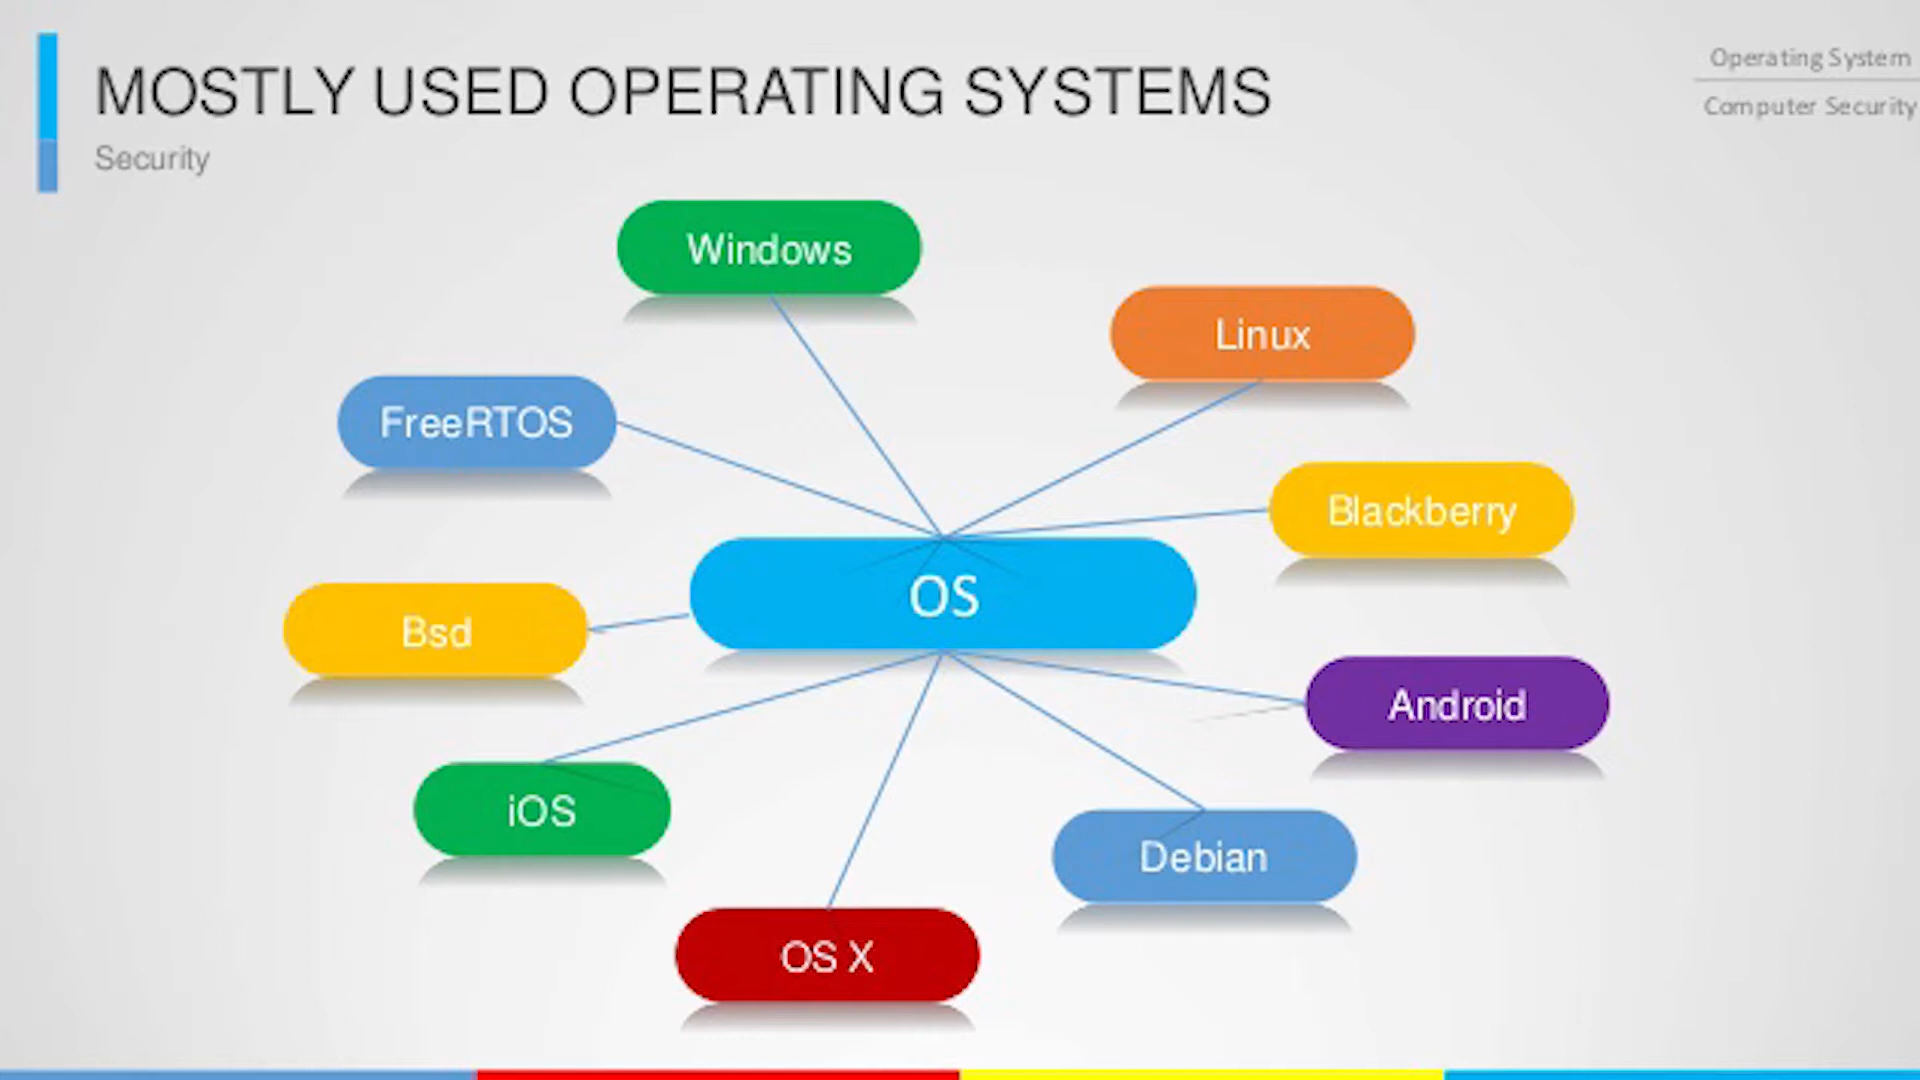 MOSTLY USED OPERATING SYSTEMS
Security
Operating System
Computer Security
Windows
Linux
FreeRTOS
Blackberry
OS
Bsd
Android
iOS
Debian
OS X